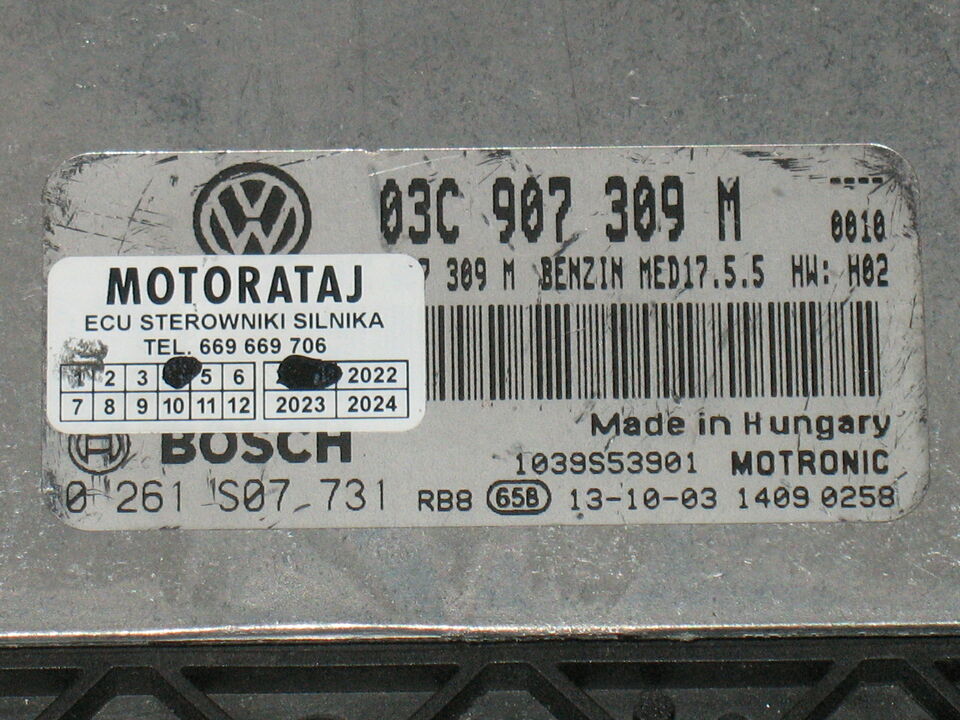 03C 907 309 M
0010
309 M BENZIN MED17.5.5 HW: H02
MOTORATAJ
ECU STEROWNIKI SILNIKA
TEL. 669 669 706
1 2 3 5 6 2022
7 8 9 10 11 12 2023 2024
Made in Hungary
BOSCH
1039S53901 MOTRONIC
0 261 S07 731 RB8 65B 13-10-03 1409 0258